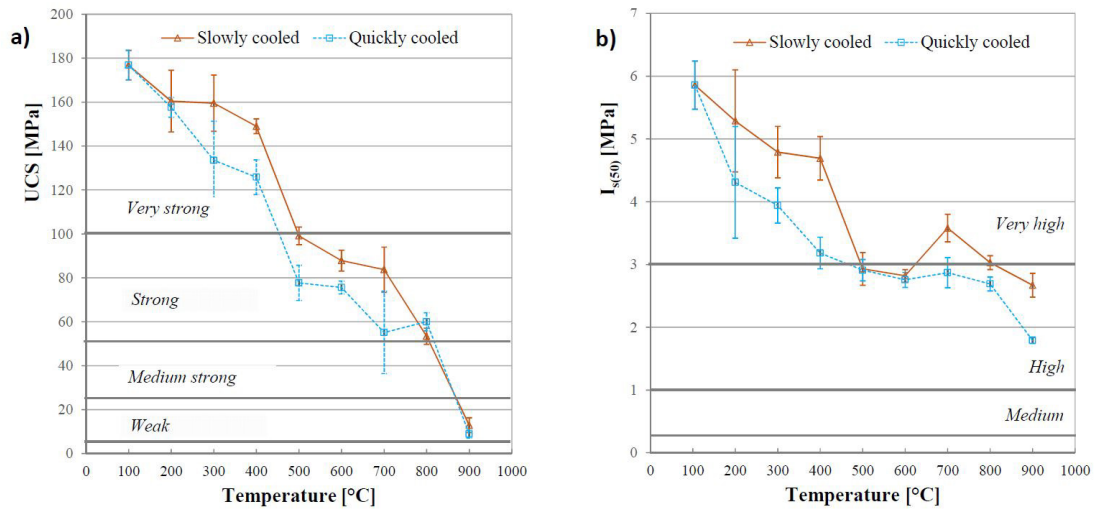 a)
Slowly cooled
Quickly cooled
UCS [MPa]
200
180
160
140
120
100
80
60
40
20
0
Very strong
Strong
Medium strong
Weak
0 100 200 300 400 500 600 700 800 900 1000
Temperature [°C]
b)
Slowly cooled
Quickly cooled
Is(50) [MPa]
7
6
5
4
3
2
1
0
Very high
High
Medium
0 100 200 300 400 500 600 700 800 900 1000
Temperature [°C]